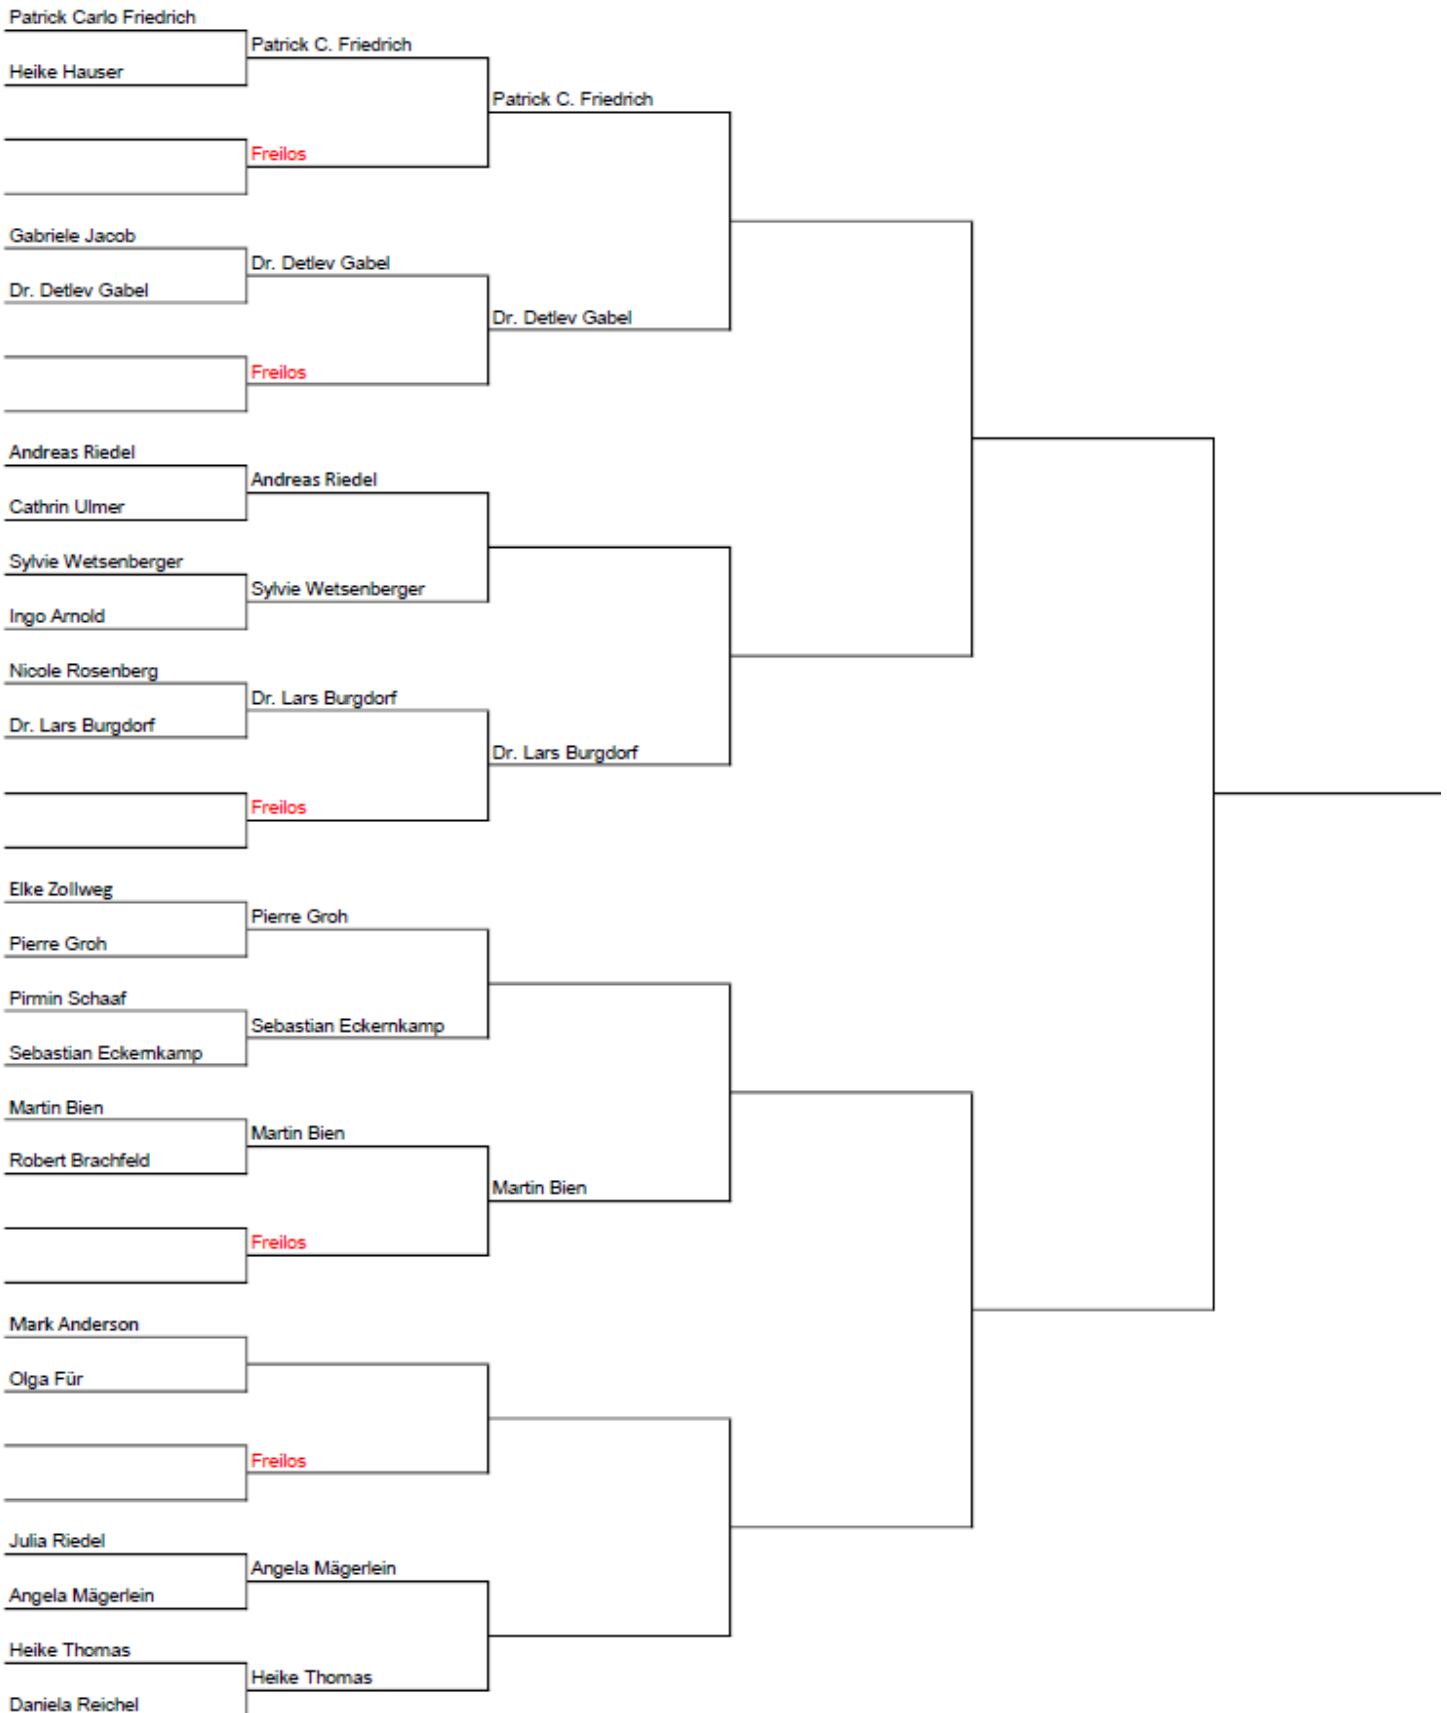 Patrick Carlo Friedrich
Patrick C. Friedrich
Heike Hauser
Patrick C. Friedrich
Freilos
Gabriele Jacob
Dr. Detlev Gabel
Dr. Detlev Gabel
Dr. Detlev Gabel
Freilos
Andreas Riedel
Andreas Riedel
Cathrin Ulmer
Sylvie Wetsenberger
Sylvie Wetsenberger
Ingo Arnold
Nicole Rosenberg
Dr. Lars Burgdorf
Dr. Lars Burgdorf
Dr. Lars Burgdorf
Freilos
Elke Zollweg
Pierre Groh
Pierre Groh
Pirmin Schaaf
Sebastian Eckernkamp
Sebastian Eckernkamp
Martin Bien
Martin Bien
Robert Brachfeld
Martin Bien
Freilos
Mark Anderson
Olga Für
Freilos
Julia Riedel
Angela Mägerlein
Angela Mägerlein
Heike Thomas
Heike Thomas
Daniela Reichel